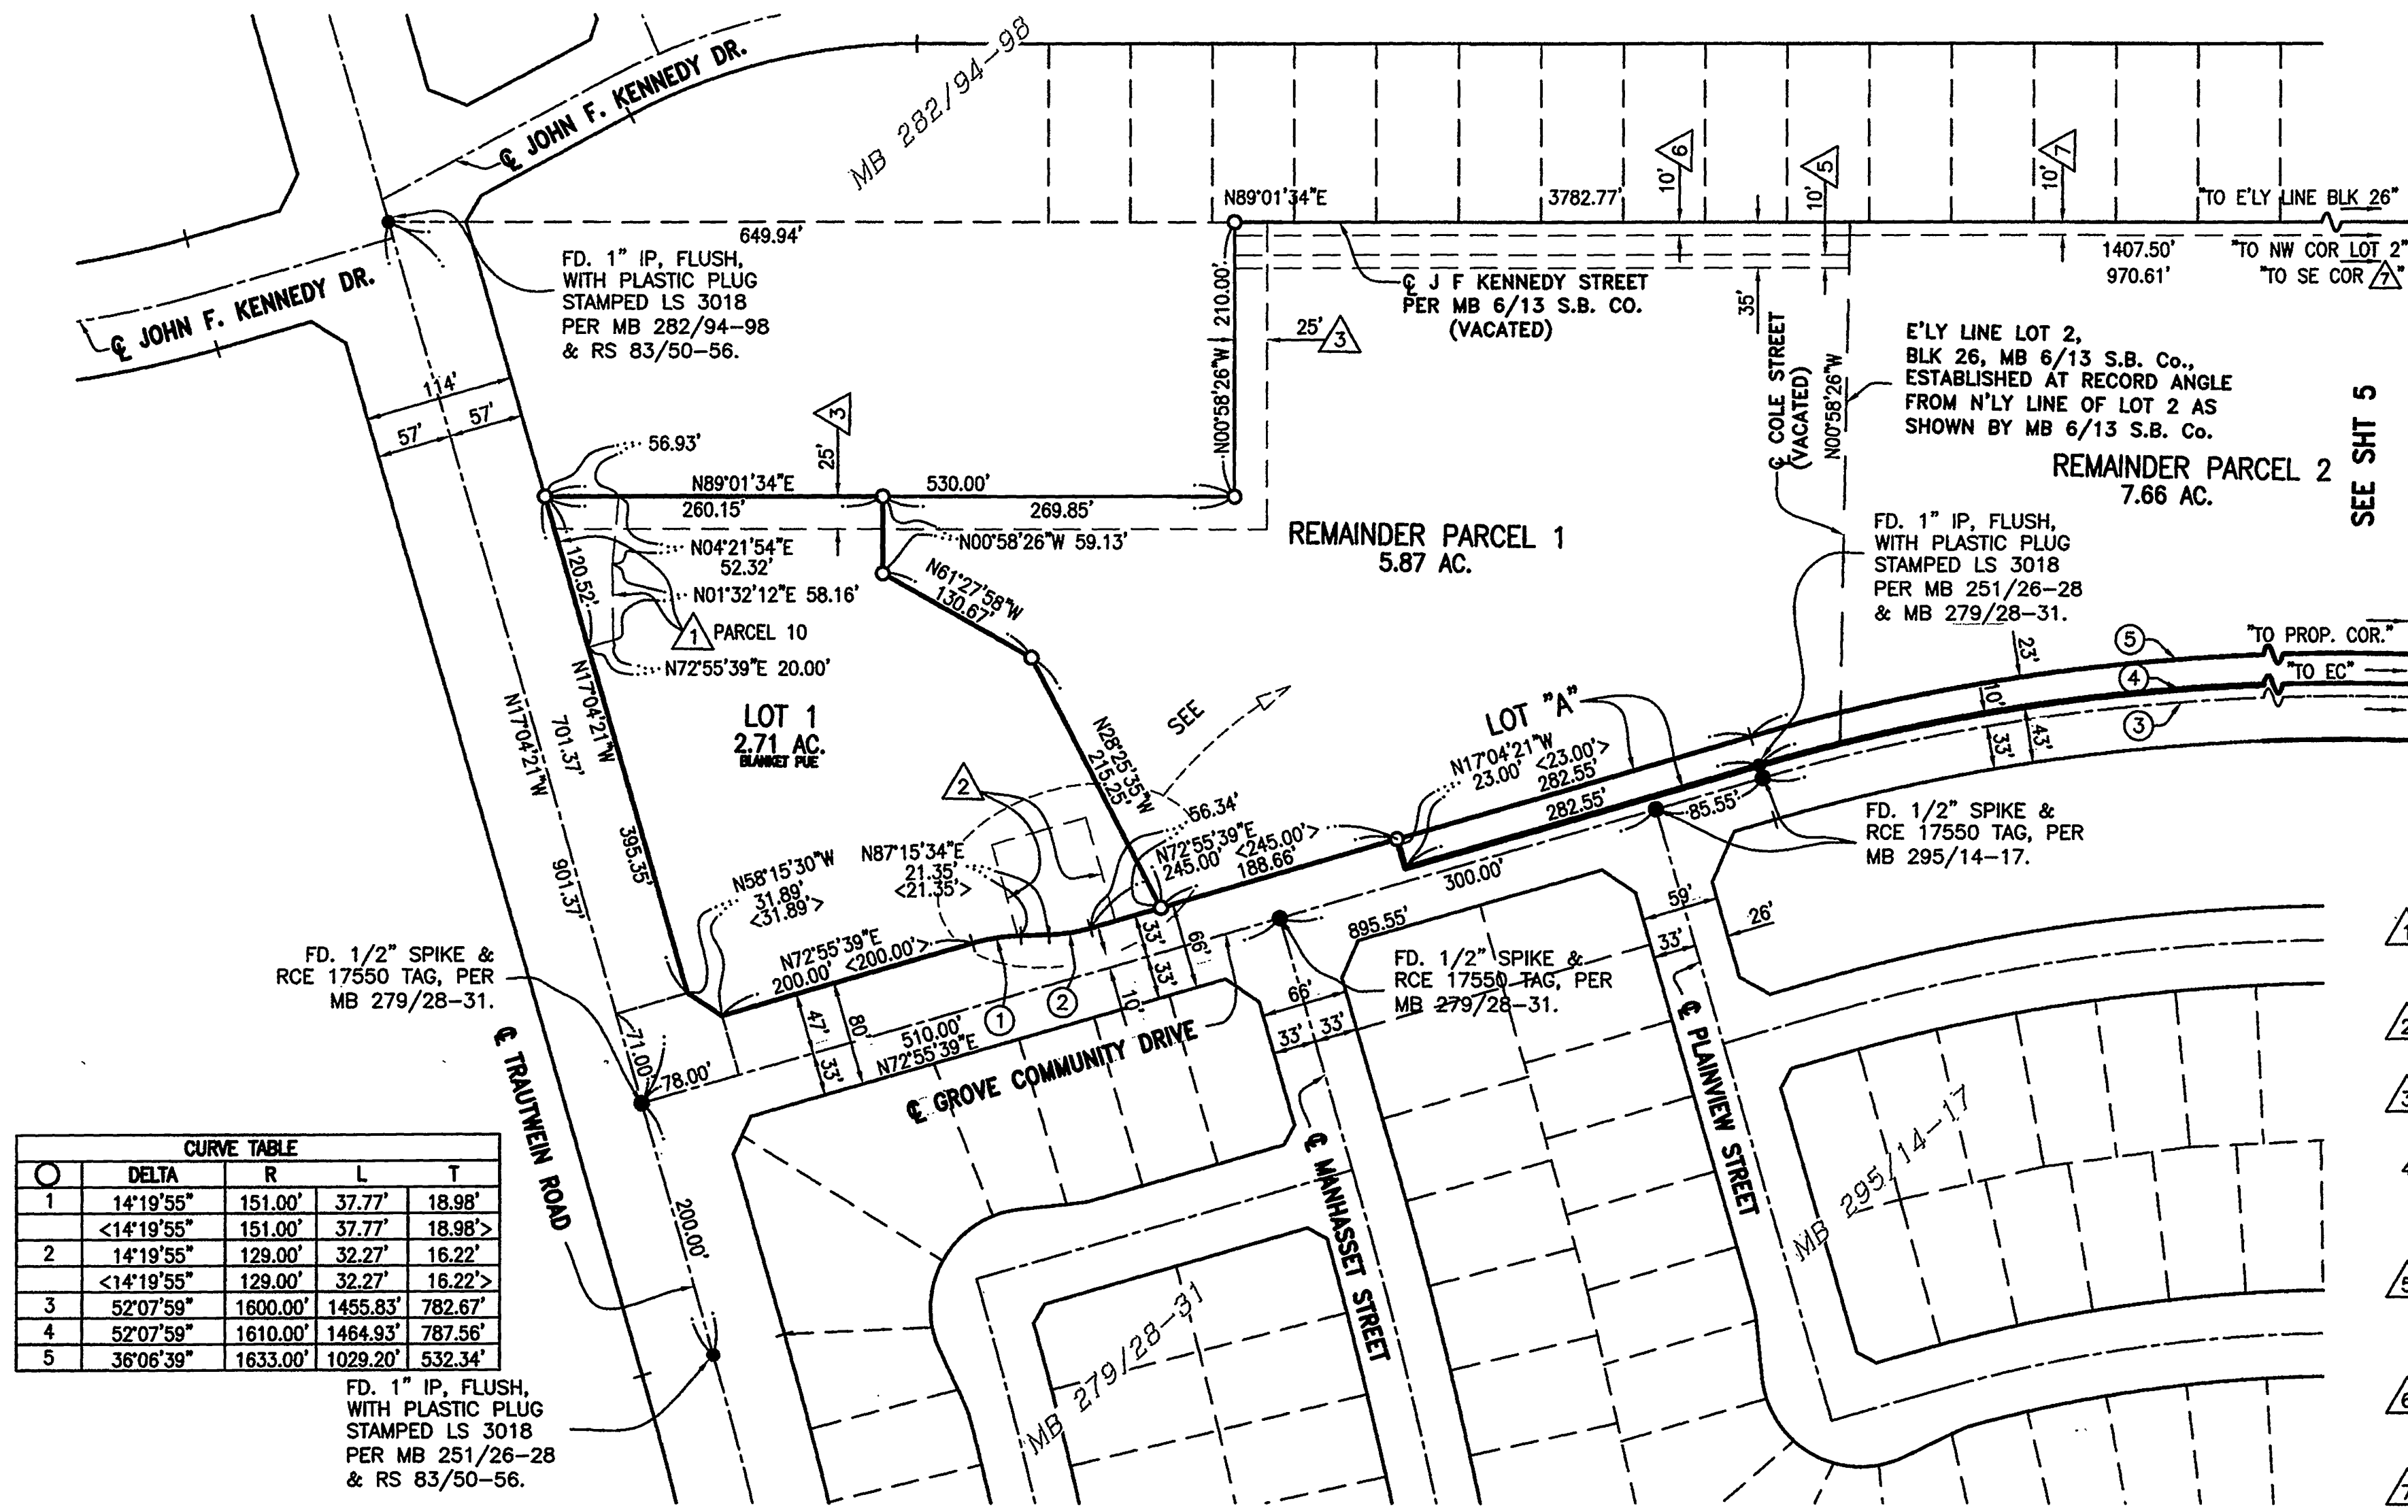 ℄ JOHN F. KENNEDY DR.
MB 282/94-98
℄ JOHN F. KENNEDY DR.
649.94'
FD. 1" IP, FLUSH,
WITH PLASTIC PLUG
STAMPED LS 3018
PER MB 282/94-98
& RS 83/50-56.
N89°01'34"E
3782.77'
10'
6
10'
5
10'
7
"TO E'LY LINE BLK 26"
1407.50' "TO NW COR LOT 2"
970.61' "TO SE COR 7"
℄ J F KENNEDY STREET
PER MB 6/13 S.B. CO.
(VACATED)
35'
N00°58'26"W 210.00'
25'
3
℄ COLE STREET
(VACATED)
N00°58'26"W
E'LY LINE LOT 2,
BLK 26, MB 6/13 S.B. Co.,
ESTABLISHED AT RECORD ANGLE
FROM N'LY LINE OF LOT 2 AS
SHOWN BY MB 6/13 S.B. Co.
REMAINDER PARCEL 2
7.66 AC.
SEE SHT 5
114'
57'
57'
56.93'
3
25'
N89°01'34"E
530.00'
260.15'
269.85'
N04°21'54"E
52.32'
N00°58'26"W 59.13'
N01°32'12"E 58.16'
1 PARCEL 10
N72°55'39"E 20.00'
120.52'
N61°27'58"W
130.67'
REMAINDER PARCEL 1
5.87 AC.
FD. 1" IP, FLUSH,
WITH PLASTIC PLUG
STAMPED LS 3018
PER MB 251/26-28
& MB 279/28-31.
N17°04'21"W
701.37'
N17°04'21"W
901.37'
395.35'
LOT 1
2.71 AC.
BLANKET PUE
N28°25'35"W
215.25'
SEE
2
LOT "A"
N17°04'21"W
23.00' <23.00'>
282.55'
282.55'
85.55'
5
4
3
"TO PROP. COR."
"TO EC"
23'
10'
33'
43'
FD. 1/2" SPIKE &
RCE 17550 TAG, PER
MB 295/14-17.
56.34'
N72°55'39"E
245.00' <245.00'>
188.66'
N87°15'34"E
21.35'
<21.35'>
N58°15'30"W
31.89'
<31.89'>
N72°55'39"E
200.00' <200.00'>
300.00'
895.55'
33'
66'
33'
10'
1
2
47'
80'
33'
510.00'
N72°55'39"E
℄ GROVE COMMUNITY DRIVE
FD. 1/2" SPIKE &
RCE 17550 TAG, PER
MB 279/28-31.
71.00'
78.00'
FD. 1/2" SPIKE &
RCE 17550 TAG, PER
MB 279/28-31.
66'
33'
33'
59'
26'
33'
℄ PLAINVIEW STREET
℄ MANHASSET STREET
℄ TRAUTWEIN ROAD
200.00'
MB 295/14-17
MB 279/28-31
CURVE TABLE
DELTA R L T
1 14°19'55" 151.00' 37.77' 18.98'
<14°19'55" 151.00' 37.77' 18.98'>
2 14°19'55" 129.00' 32.27' 16.22'
<14°19'55" 129.00' 32.27' 16.22'>
3 52°07'59" 1600.00' 1455.83' 782.67'
4 52°07'59" 1610.00' 1464.93' 787.56'
5 36°06'39" 1633.00' 1029.20' 532.34'
FD. 1" IP, FLUSH,
WITH PLASTIC PLUG
STAMPED LS 3018
PER MB 251/26-28
& RS 83/50-56.
1
2
3
5
6
7